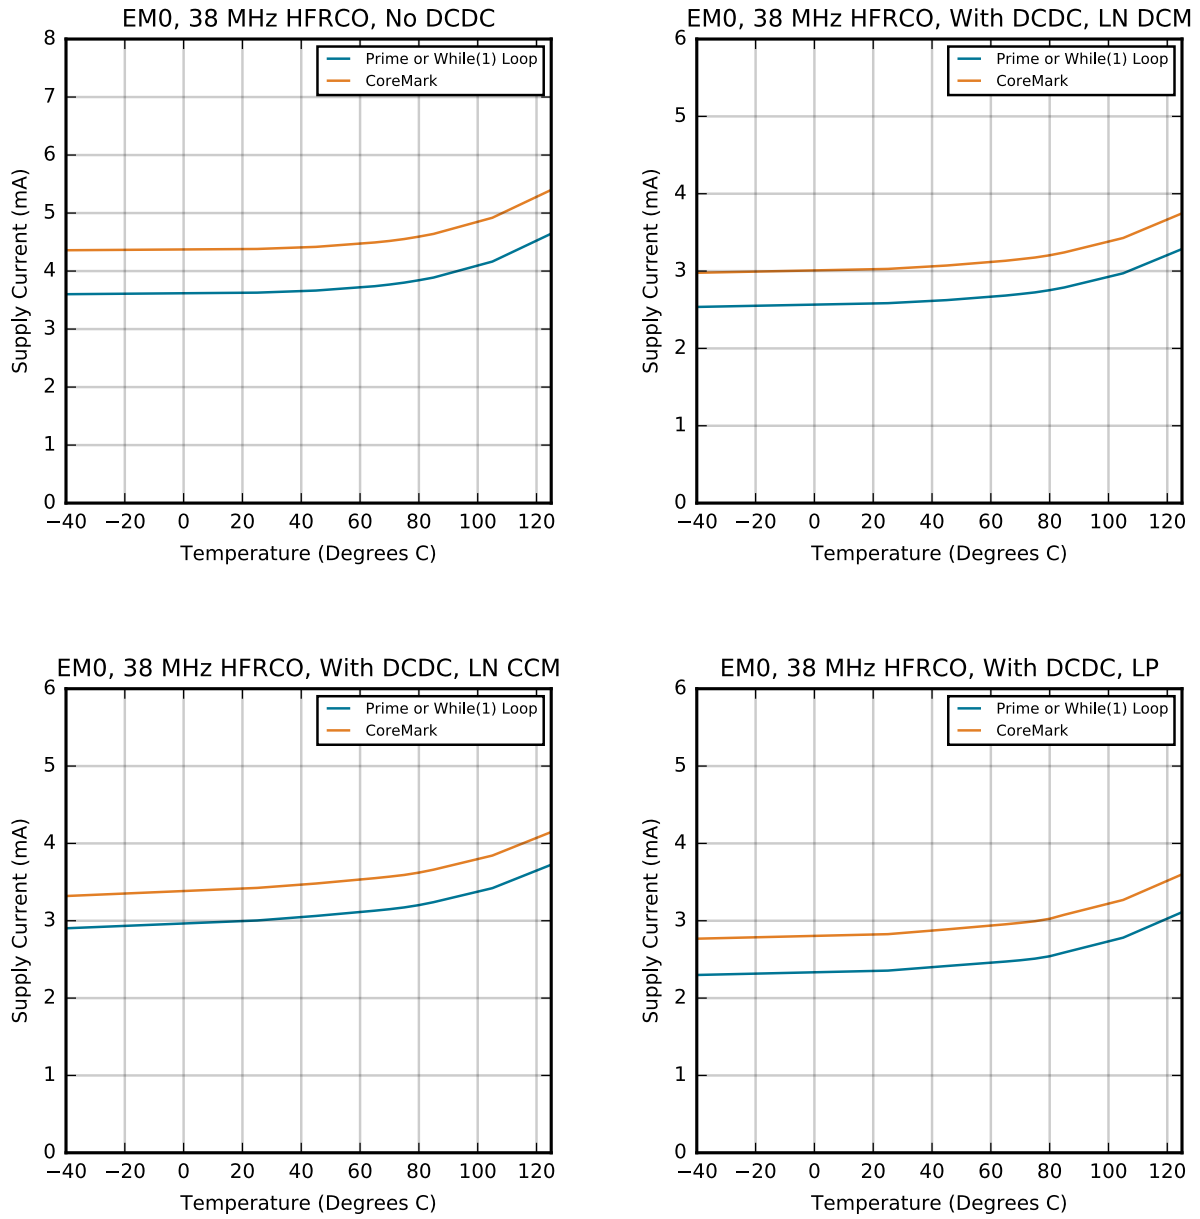 EM0, 38 MHz HFRCO, No DCDC
Prime or While(1) Loop
CoreMark
8
7
6
5
4
3
2
1
0
Supply Current (mA)
−40 −20 0 20 40 60 80 100 120
Temperature (Degrees C)
EM0, 38 MHz HFRCO, With DCDC, LN DCM
Prime or While(1) Loop
CoreMark
6
5
4
3
2
1
0
Supply Current (mA)
−40 −20 0 20 40 60 80 100 120
Temperature (Degrees C)
EM0, 38 MHz HFRCO, With DCDC, LN CCM
Prime or While(1) Loop
CoreMark
6
5
4
3
2
1
0
Supply Current (mA)
−40 −20 0 20 40 60 80 100 120
Temperature (Degrees C)
EM0, 38 MHz HFRCO, With DCDC, LP
Prime or While(1) Loop
CoreMark
6
5
4
3
2
1
0
Supply Current (mA)
−40 −20 0 20 40 60 80 100 120
Temperature (Degrees C)